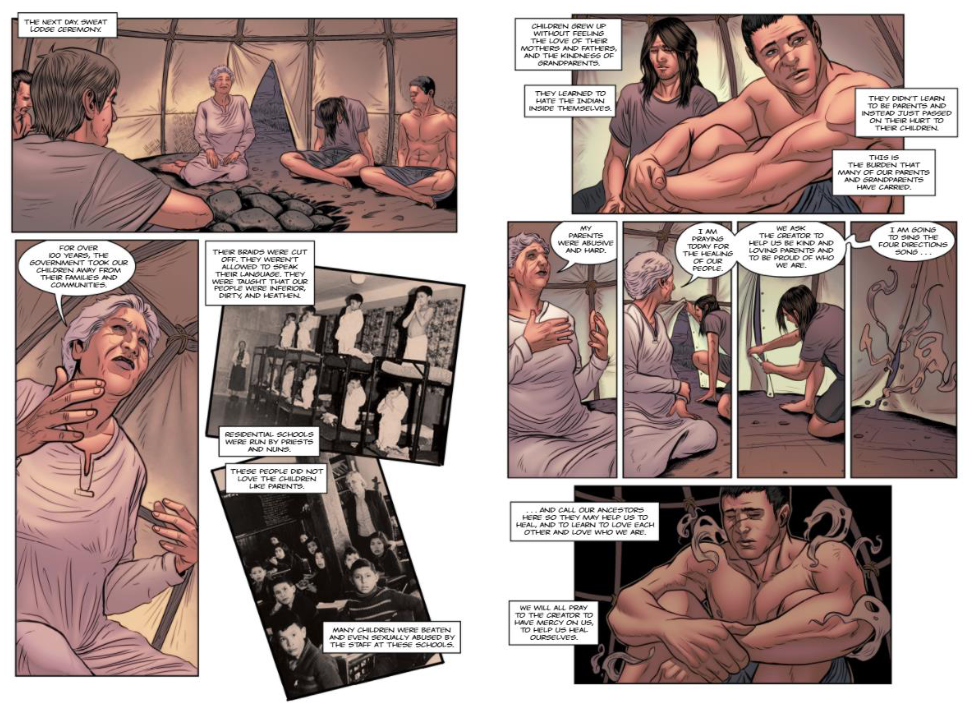 THE NEXT DAY. SWEAT
LODGE CEREMONY.
FOR OVER
100 YEARS, THE
GOVERNMENT TOOK OUR
CHILDREN AWAY FROM
THEIR FAMILIES AND
COMMUNITIES.
THEIR BRAIDS WERE CUT
OFF. THEY WEREN'T
ALLOWED TO SPEAK
THEIR LANGUAGE. THEY
WERE TAUGHT THAT OUR
PEOPLE WERE INFERIOR,
DIRTY, AND HEATHEN.
RESIDENTIAL SCHOOLS
WERE RUN BY PRIESTS
AND NUNS.
THESE PEOPLE DID NOT
LOVE THE CHILDREN
LIKE PARENTS.
MANY CHILDREN WERE BEATEN
AND EVEN SEXUALLY ABUSED BY
THE STAFF AT THESE SCHOOLS.
CHILDREN GREW UP
WITHOUT FEELING
THE LOVE OF THEIR
MOTHERS AND FATHERS,
AND THE KINDNESS OF
GRANDPARENTS.
THEY LEARNED TO
HATE THE INDIAN
INSIDE THEMSELVES.
THEY DIDN'T LEARN
TO BE PARENTS AND
INSTEAD JUST PASSED
ON THEIR HURT TO
THEIR CHILDREN.
THIS IS
THE BURDEN THAT
MANY OF OUR PARENTS
AND GRANDPARENTS
HAVE CARRIED.
MY
PARENTS
WERE ABUSIVE
AND HARD.
I AM
PRAYING
TODAY FOR
THE HEALING
OF OUR
PEOPLE.
WE ASK
THE CREATOR TO
HELP US BE KIND AND
LOVING PARENTS AND
TO BE PROUD OF WHO
WE ARE.
I AM GOING
TO SING THE
FOUR DIRECTIONS
SONG . . .
. . . AND CALL OUR ANCESTORS
HERE SO THEY MAY HELP US TO
HEAL, AND TO LEARN TO LOVE EACH
OTHER AND LOVE WHO WE ARE.
WE WILL ALL PRAY
TO THE CREATOR TO
HAVE MERCY ON US,
TO HELP US HEAL
OURSELVES.